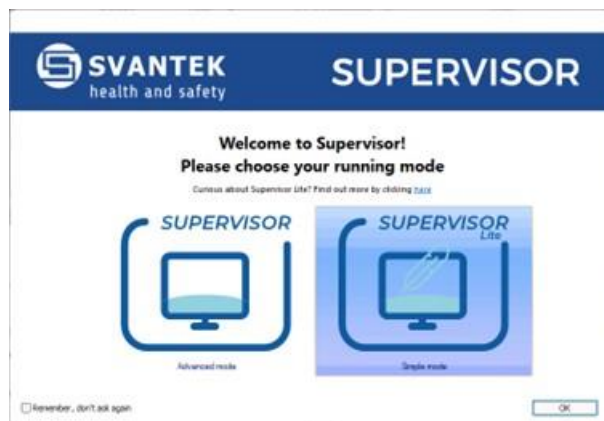 SVANTEK
health and safety
SUPERVISOR
Welcome to Supervisor!
Please choose your running mode
Curious about Supervisor Lite? Find out more by clicking here
SUPERVISOR
SUPERVISOR
Lite
Advanced mode
Simple mode
Remember, don't ask again
OK